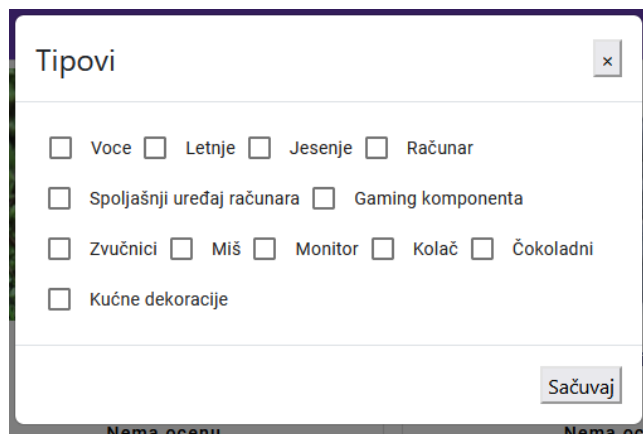 Tipovi ×
Voce Letnje Jesenje Računar
Spoljašnji uređaj računara Gaming komponenta
Zvučnici Miš Monitor Kolač Čokoladni
Kućne dekoracije
Sačuvaj
Nema ocenu Nema oc